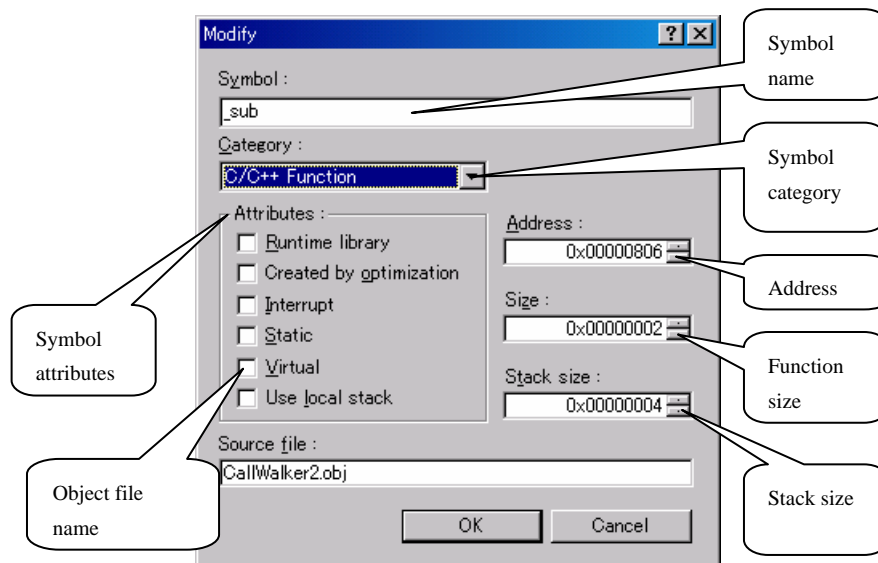 Modify
Symbol
name
Symbol :
_sub
Category :
C/C++ Function
Symbol
category
Attributes :
Runtime library
Created by optimization
Interrupt
Static
Virtual
Use local stack
Address :
0x00000806
Address
Size :
0x00000002
Function
size
Stack size :
0x00000004
Stack size
Symbol
attributes
Source file :
CallWalker2.obj
Object file
name
OK
Cancel